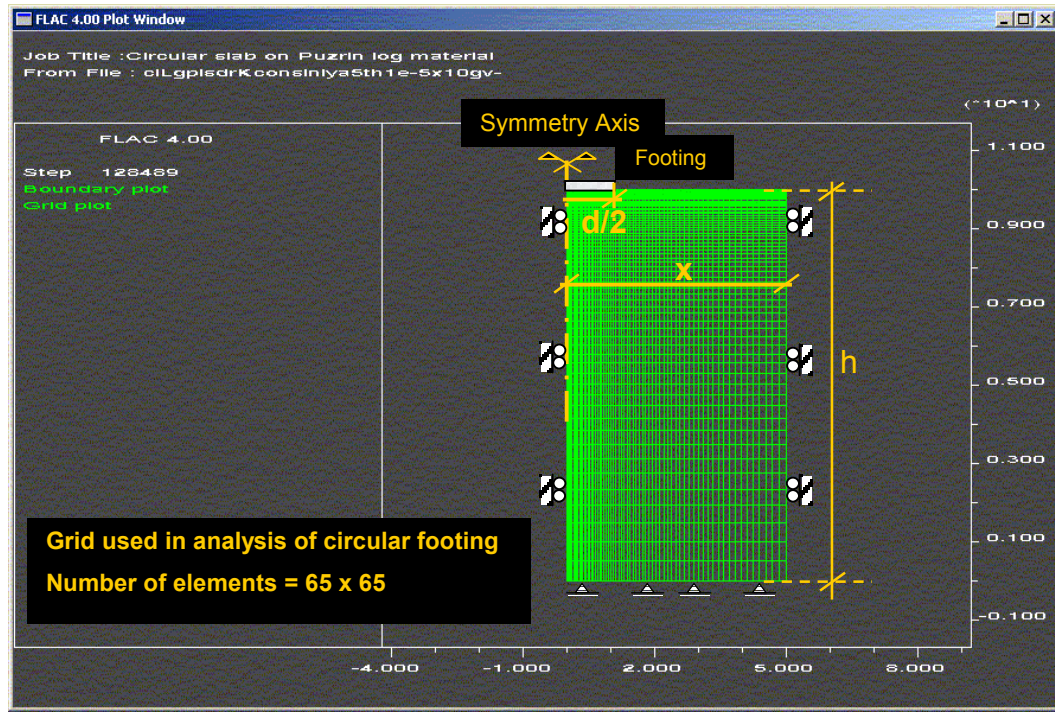 FLAC 4.00 Plot Window
Job Title :Circular slab on Puzrin log material
From File : ciLgplsdrKconsinlya5th1e-5x10gv-
(*10^1)
FLAC 4.00
Step 128489
Boundary plot
Grid plot
Symmetry Axis
Footing
d/2
x
h
1.100
0.900
0.700
0.500
0.300
0.100
-0.100
Grid used in analysis of circular footing
Number of elements = 65 x 65
-4.000
-1.000
2.000
5.000
8.000